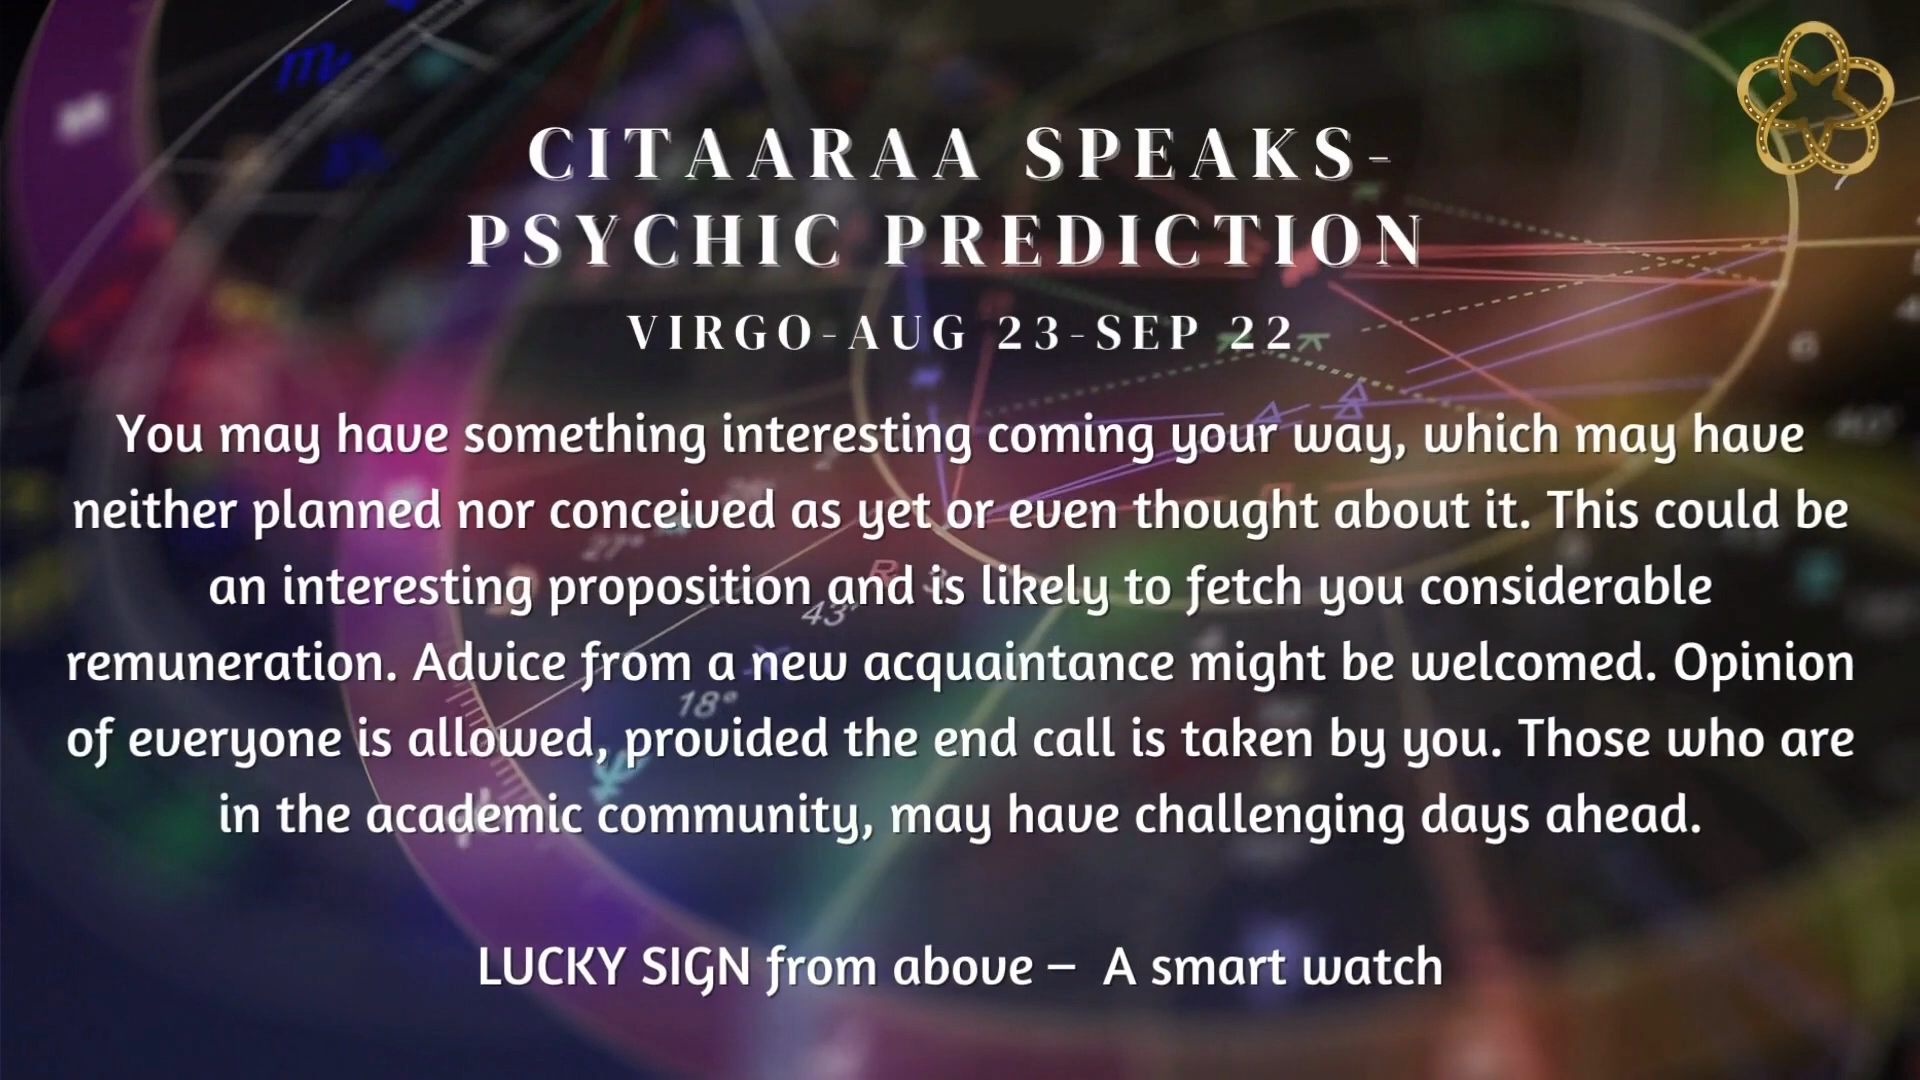 CITAARAA SPEAKS-
PSYCHIC PREDICTION
VIRGO-AUG 23-SEP 22
You may have something interesting coming your way, which may have
neither planned nor conceived as yet or even thought about it. This could be
an interesting proposition and is likely to fetch you considerable
remuneration. Advice from a new acquaintance might be welcomed. Opinion
of everyone is allowed, provided the end call is taken by you. Those who are
in the academic community, may have challenging days ahead.
LUCKY SIGN from above – A smart watch
27°
43'
18°